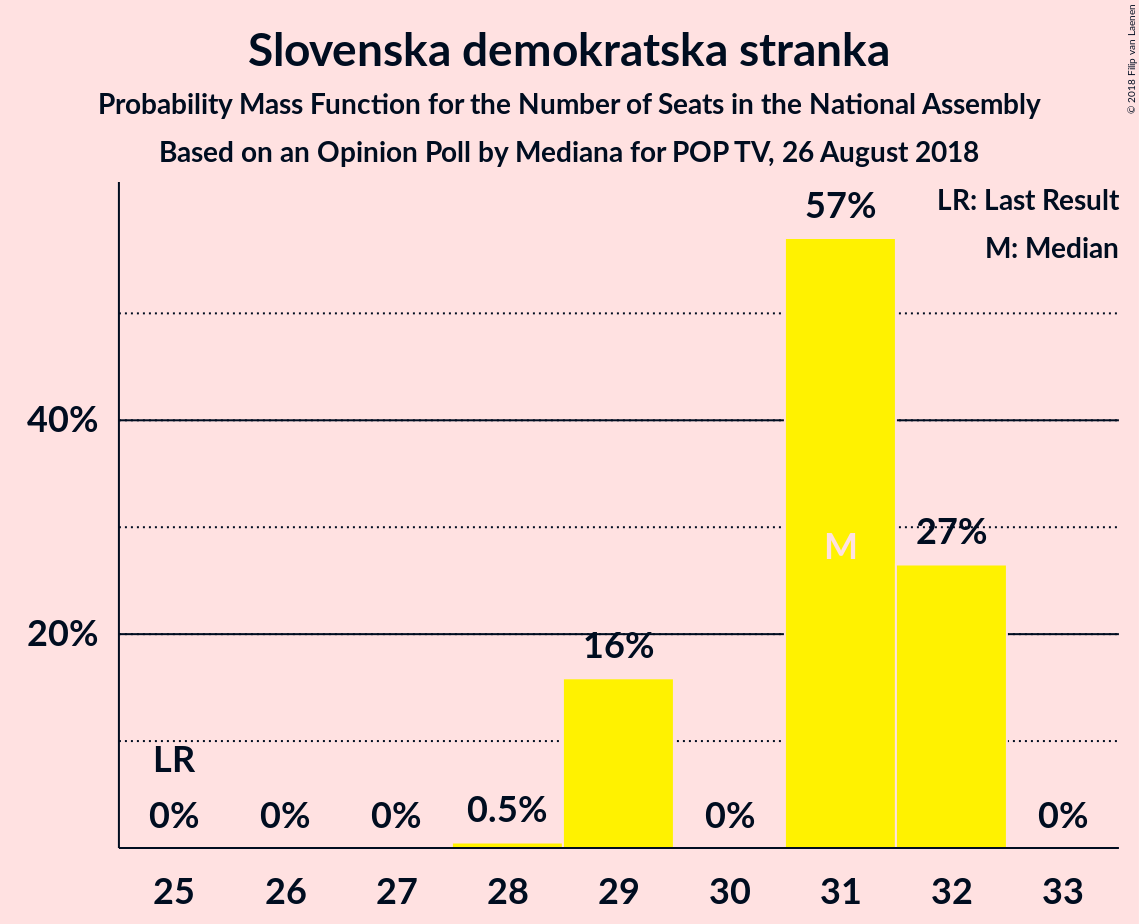 Slovenska demokratska stranka
Probability Mass Function for the Number of Seats in the National Assembly
Based on an Opinion Poll by Mediana for POP TV, 26 August 2018
© 2018 Filip van Laenen
LR: Last Result
M: Median
57%
40%
27%
M
20%
16%
LR
0%
0%
0%
0.5%
0%
0%
25
26
27
28
29
30
31
32
33